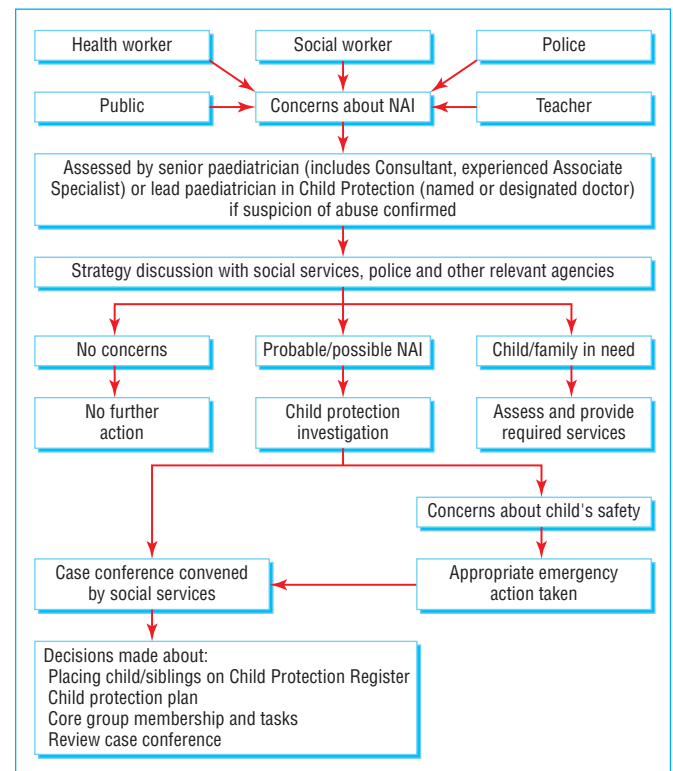 Health worker
Social worker
Police
Public
Concerns about NAI
Teacher
Assessed by senior paediatrician (includes Consultant, experienced Associate
Specialist) or lead paediatrician in Child Protection (named or designated doctor)
if suspicion of abuse confirmed
Strategy discussion with social services, police and other relevant agencies
No concerns
Probable/possible NAI
Child/family in need
No further
action
Child protection
investigation
Assess and provide
required services
Concerns about child's safety
Case conference convened
by social services
Appropriate emergency
action taken
Decisions made about:
Placing child/siblings on Child Protection Register
Child protection plan
Core group membership and tasks
Review case conference